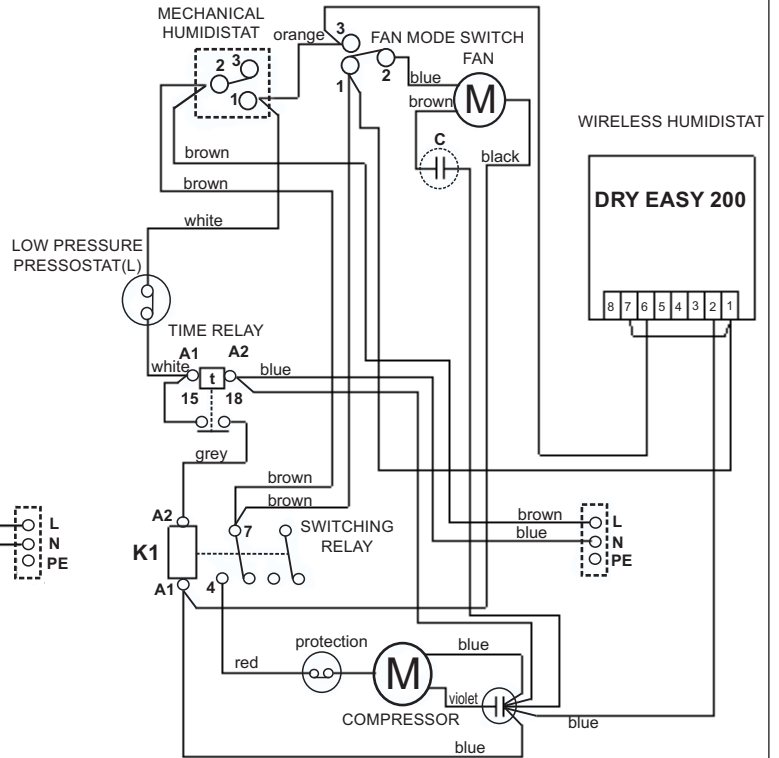 MECHANICAL
HUMIDISTAT
orange
3
FAN MODE SWITCH
FAN
2
3
1
1
2
blue
brown
M
C
black
WIRELESS HUMIDISTAT
DRY EASY 200
8 7 6 5 4 3 2 1
brown
brown
white
LOW PRESSURE
PRESSOSTAT(L)
TIME RELAY
A1
A2
white
t
blue
15
18
grey
brown
brown
A2
K1
A1
7
4
SWITCHING
RELAY
L
N
PE
brown
blue
L
N
PE
protection
red
M
COMPRESSOR
blue
violet
blue
blue